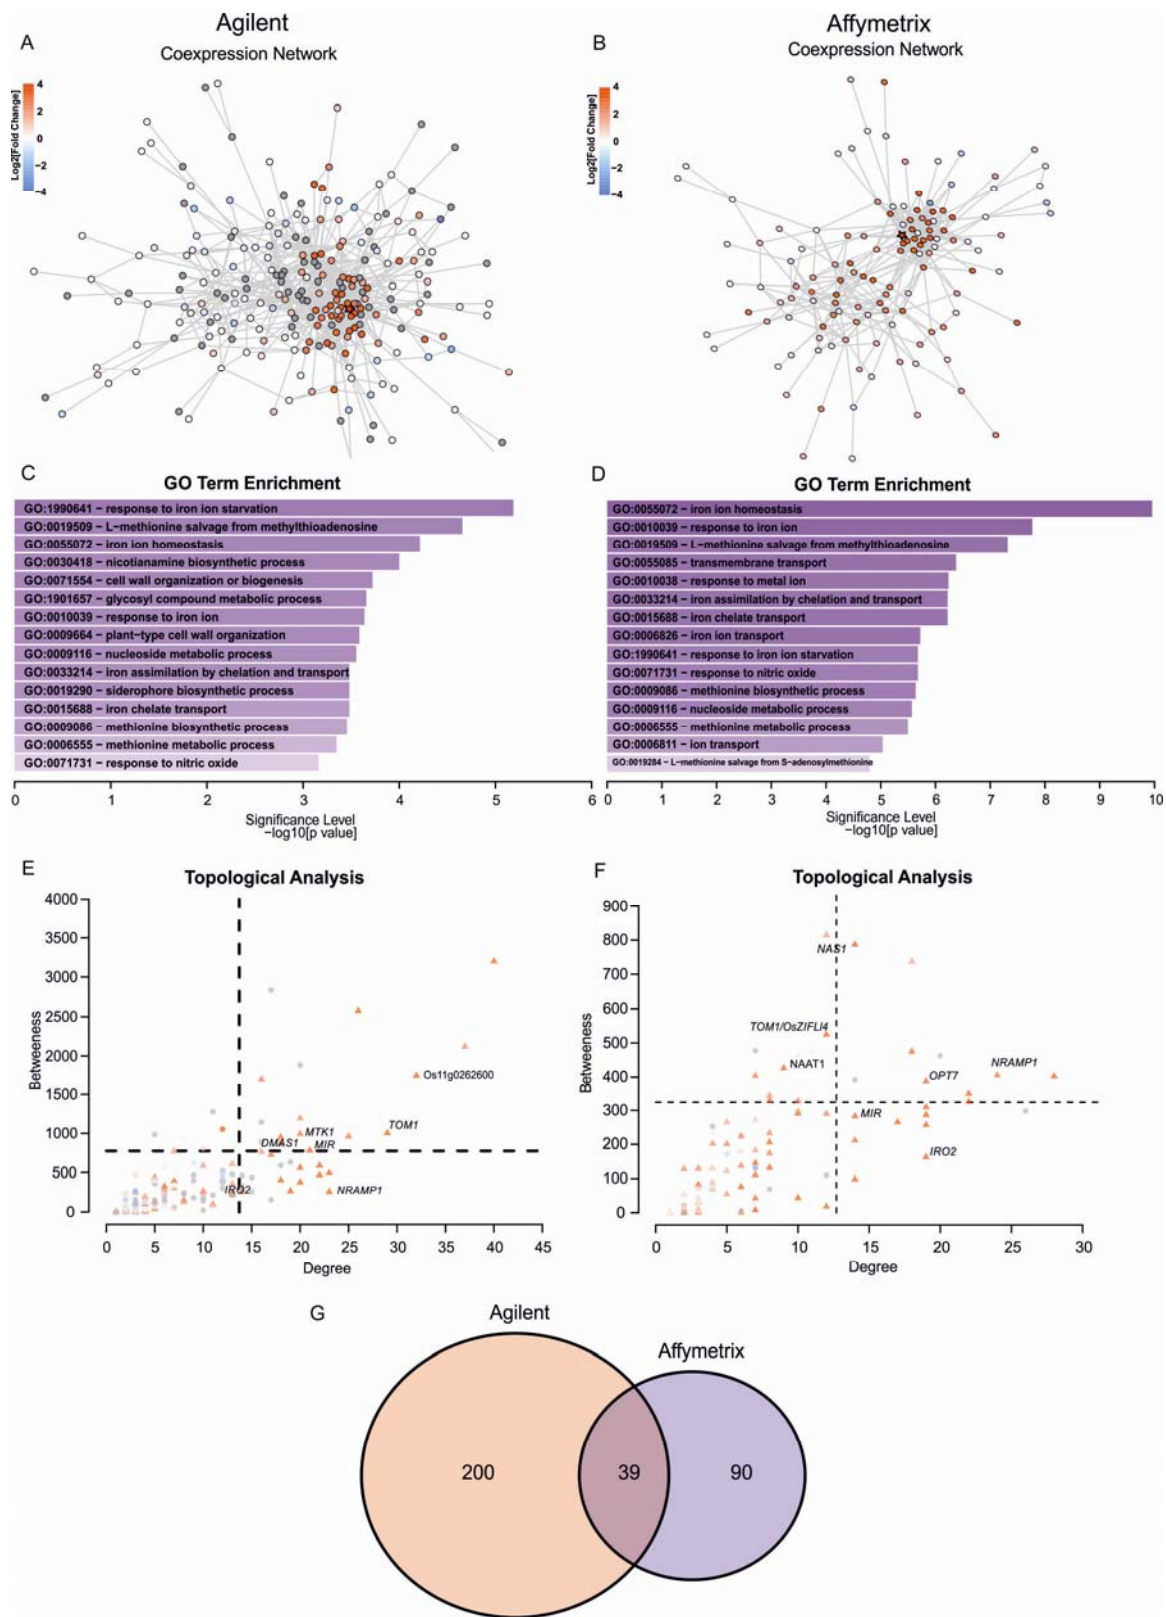 Agilent
Affymetrix
A
Coexpression Network
B
Coexpression Network
Log2[Fold Change]
4
2
0
−2
−4
Log2[Fold Change]
4
2
0
−2
−4
C
GO Term Enrichment
GO:1990641 − response to iron ion starvation
GO:0019509 − L−methionine salvage from methylthioadenosine
GO:0055072 − iron ion homeostasis
GO:0030418 − nicotianamine biosynthetic process
GO:0071554 − cell wall organization or biogenesis
GO:1901657 − glycosyl compound metabolic process
GO:0010039 − response to iron ion
GO:0009664 − plant−type cell wall organization
GO:0009116 − nucleoside metabolic process
GO:0033214 − iron assimilation by chelation and transport
GO:0019290 − siderophore biosynthetic process
GO:0015688 − iron chelate transport
GO:0009086 − methionine biosynthetic process
GO:0006555 − methionine metabolic process
GO:0071731 − response to nitric oxide
0 1 2 3 4 5 6
Significance Level
−log10[p value]
D
GO Term Enrichment
GO:0055072 − iron ion homeostasis
GO:0010039 − response to iron ion
GO:0019509 − L−methionine salvage from methylthioadenosine
GO:0055085 − transmembrane transport
GO:0010038 − response to metal ion
GO:0033214 − iron assimilation by chelation and transport
GO:0015688 − iron chelate transport
GO:0006826 − iron ion transport
GO:1990641 − response to iron ion starvation
GO:0071731 − response to nitric oxide
GO:0009086 − methionine biosynthetic process
GO:0009116 − nucleoside metabolic process
GO:0006555 − methionine metabolic process
GO:0006811 − ion transport
GO:0019284 − L−methionine salvage from S−adenosylmethionine
0 1 2 3 4 5 6 7 8 9 10
Significance Level
−log10[p value]
E
Topological Analysis
Betweeness
4000
3500
3000
2500
2000
1500
1000
500
0
Os11g0262600
TOM1
MTK1
DMAS1
MIR
IRO2
NRAMP1
0 5 10 15 20 25 30 35 40 45
Degree
F
Topological Analysis
Betweeness
900
800
700
600
500
400
300
200
100
0
NAS1
TOM1/OsZIFLl4
NAAT1
NRAMP1
OPT7
MIR
IRO2
0 5 10 15 20 25 30
Degree
G
Agilent
Affymetrix
200
39
90